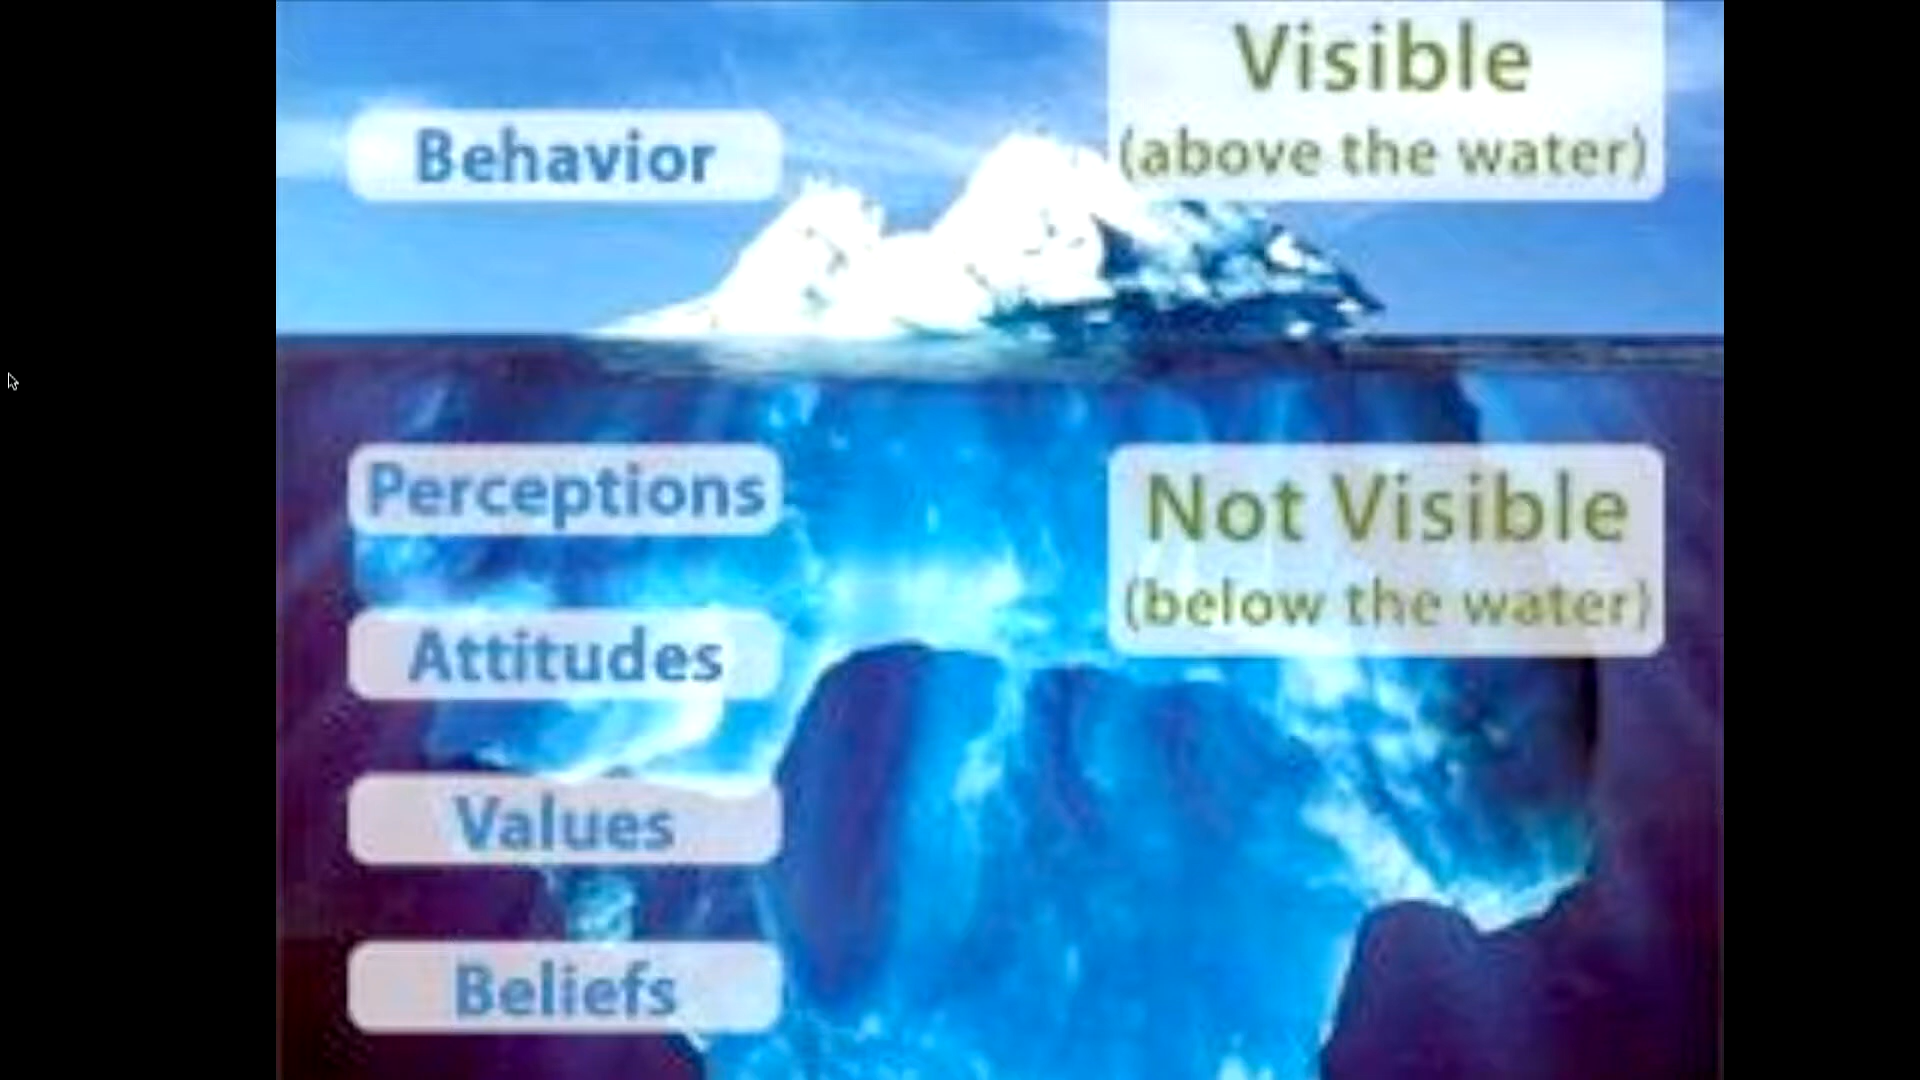 Visible
(above the water)
Behavior
Perceptions
Not Visible
(below the water)
Attitudes
Values
Beliefs